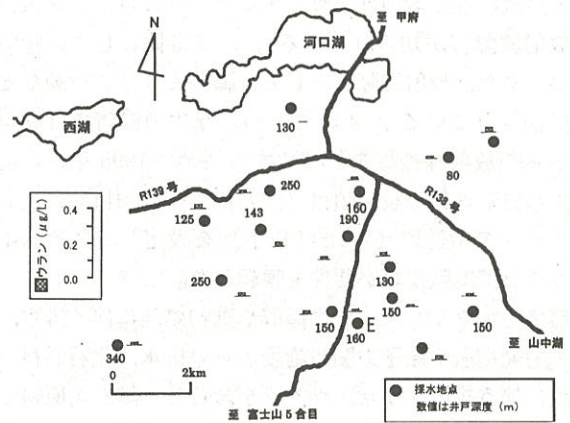 至 甲府
N
河口湖
西湖
130
80
R139号
R138号
250
160
125
143
190
ウラン (μg/L)
0.4
0.2
0.0
250
130
150
150
150
160
E
340
至 山中湖
0 2km
採水地点
数値は井戸深度 (m)
至 富士山5合目